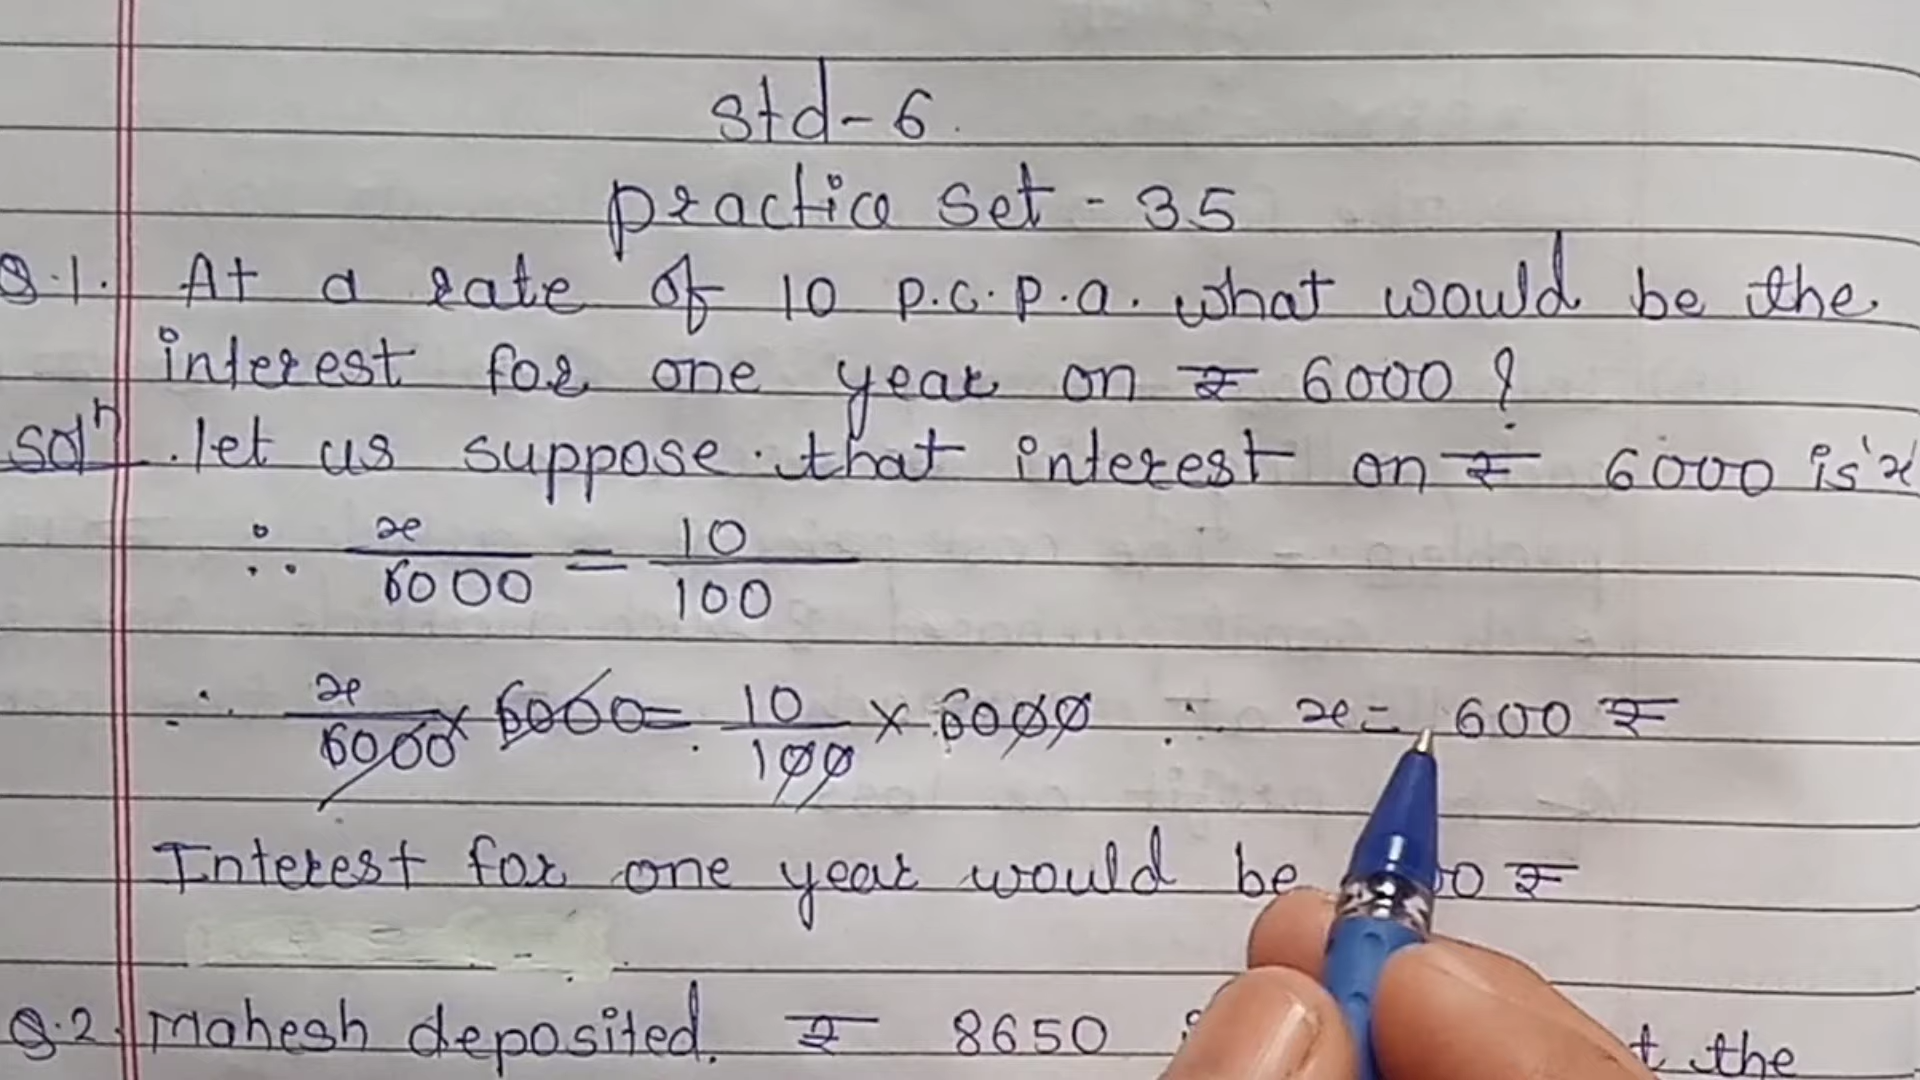 Std-6.
practice set - 35
Q.1. At a rate of 10 p.c.p.a. what would be the
interest for one year on ₹ 6000 ?
Solⁿ. let us suppose that interest on ₹ 6000 is 'x'
∴ x/6000 = 10/100
∴ x/6000 × 6000 = 10/100 × 6000 ∴ x = 600 ₹
Interest for one year would be ₹
Q.2. Mahesh deposited ₹ 8650 the